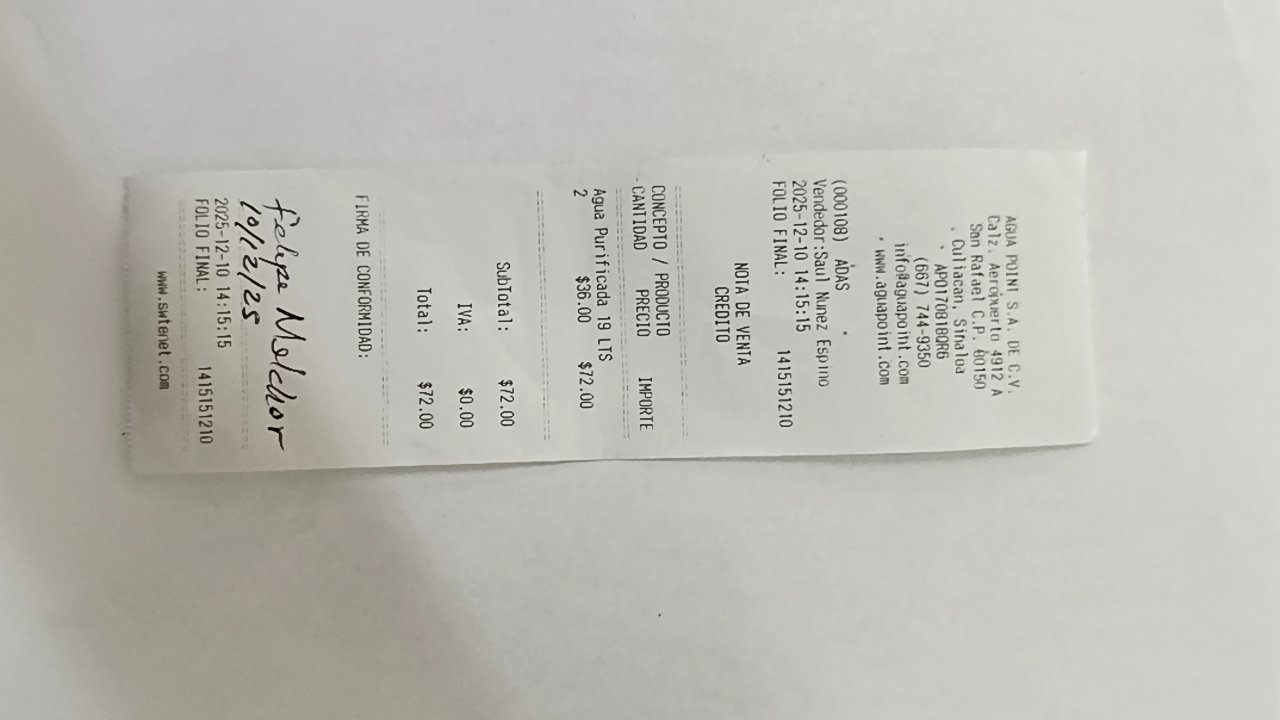 AGUA POINT S.A. DE C.V.
Calz. Aeropuerto 4912 A
San Rafael C.P. 80150
Culiacan, Sinaloa
APO170818QR6
(667) 744-9350
info@aguapoint.com
www.aguapoint.com
(000108) ADAS
Vendedor:Saul Nunez Espino
2025-12-10 14:15:15
FOLIO FINAL: 1415151210
NOTA DE VENTA
CREDITO
CONCEPTO / PRODUCTO
CANTIDAD PRECIO IMPORTE
Agua Purificada 19 LTS
2 $36.00 $72.00
SubTotal: $72.00
IVA: $0.00
Total: $72.00
FIRMA DE CONFORMIDAD:
Felipe Melchor
10/12/25
2025-12-10 14:15:15
FOLIO FINAL: 1415151210
www.swtenet.com